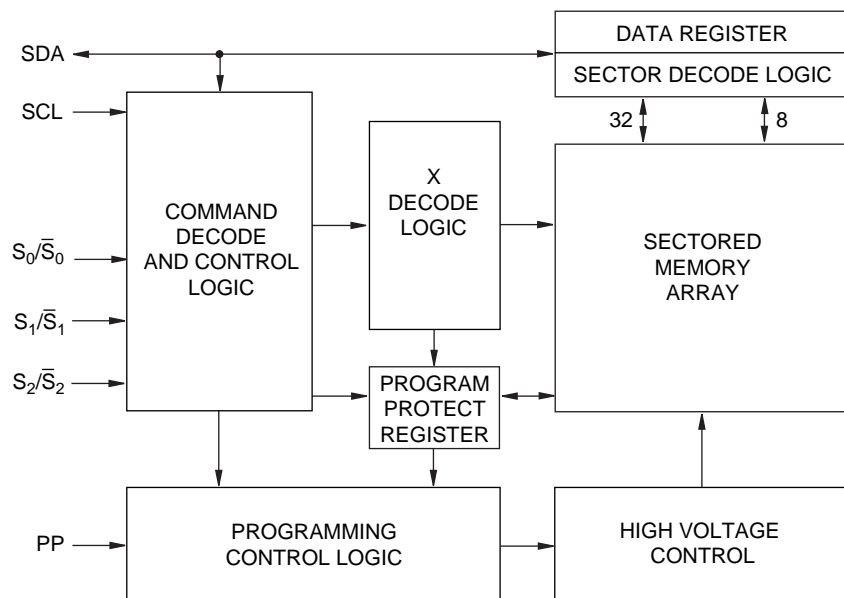 DATA REGISTER
SDA
SECTOR DECODE LOGIC
SCL
32
8
X
DECODE
LOGIC
COMMAND
DECODE
AND CONTROL
LOGIC
SECTORED
MEMORY
ARRAY
S₀/S̅₀
S₁/S̅₁
S₂/S̅₂
PROGRAM
PROTECT
REGISTER
PP
PROGRAMMING
CONTROL LOGIC
HIGH VOLTAGE
CONTROL